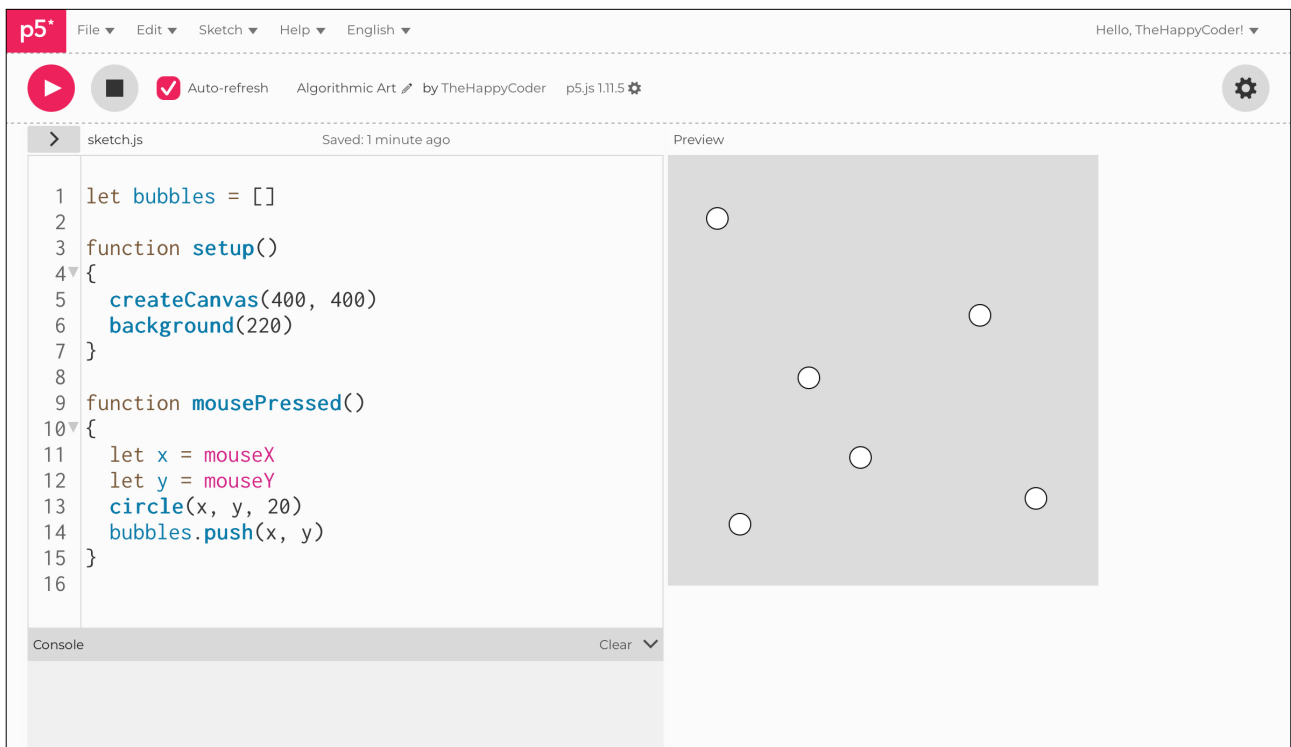 p5* File Edit Sketch Help English Hello, TheHappyCoder!
Auto-refresh Algorithmic Art by TheHappyCoder p5.js 1.11.5
sketch.js Saved: 1 minute ago Preview
1 let bubbles = []
2
3 function setup()
4 {
5 createCanvas(400, 400)
6 background(220)
7 }
8
9 function mousePressed()
10 {
11 let x = mouseX
12 let y = mouseY
13 circle(x, y, 20)
14 bubbles.push(x, y)
15 }
16
Console Clear